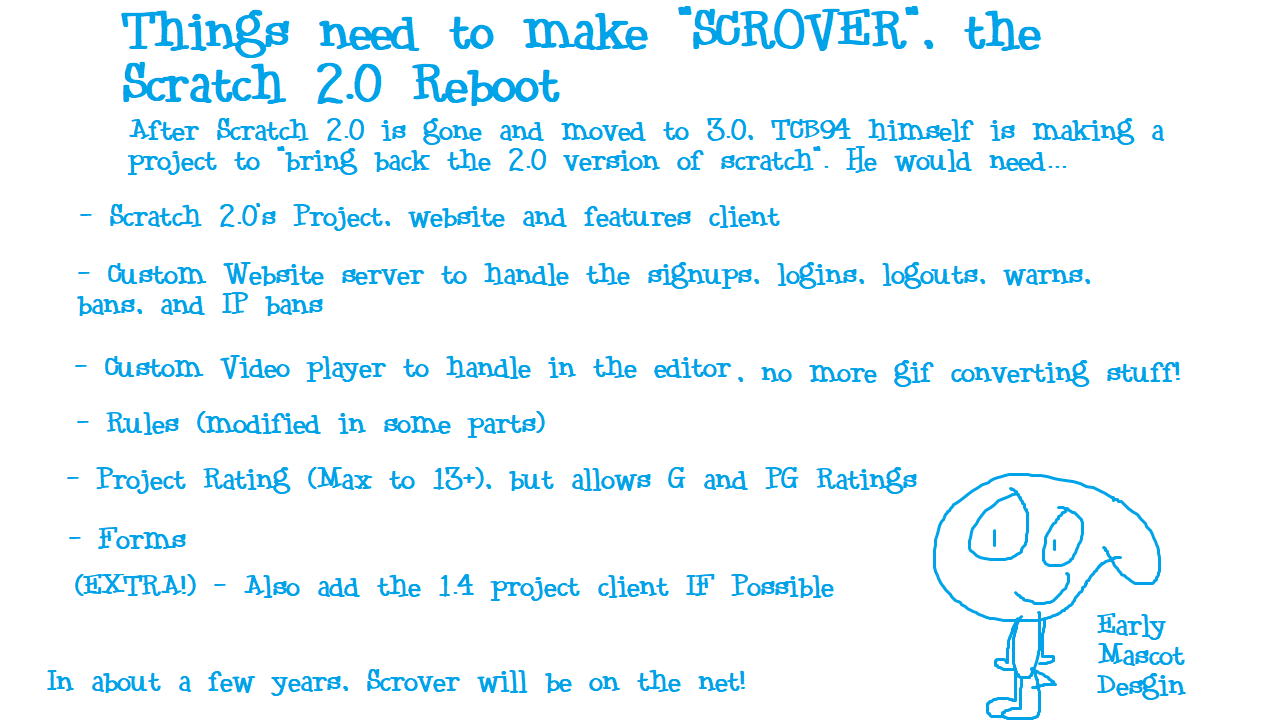 Things need to make "SCROVER", the
Scratch 2.0 Reboot
After Scratch 2.0 is gone and moved to 3.0, TCB94 himself is making a
project to "bring back the 2.0 version of scratch". He would need...
- Scratch 2.0's Project, website and features client
- Custom Website server to handle the signups, logins, logouts, warns,
bans, and IP bans
- Custom Video player to handle in the editor, no more gif converting stuff!
- Rules (modified in some parts)
- Project Rating (Max to 13+), but allows G and PG Ratings
- Forms
(EXTRA!) - Also add the 1.4 project client IF Possible
Early
Mascot
Desgin
In about a few years, Scrover will be on the net!